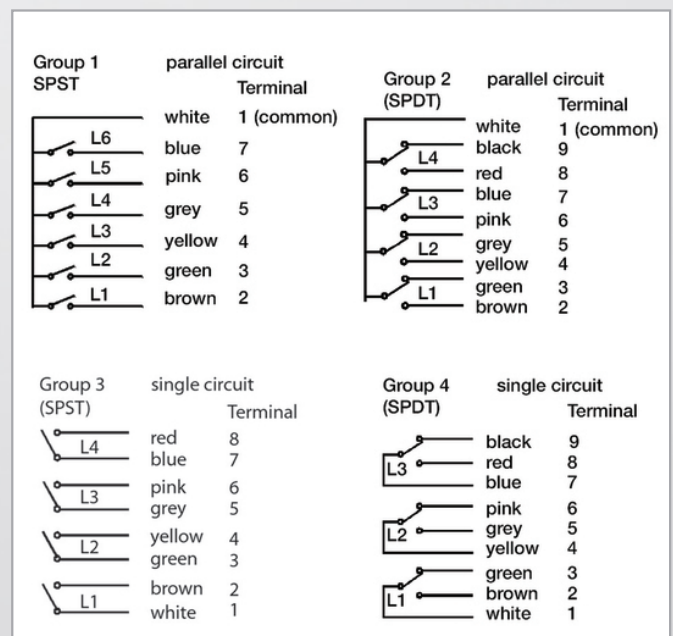 Group 1 parallel circuit
SPST Terminal
white 1 (common)
L6 blue 7
L5 pink 6
L4 grey 5
L3 yellow 4
L2 green 3
L1 brown 2
Group 2 parallel circuit
(SPDT) Terminal
white 1 (common)
black 9
L4
red 8
blue 7
L3
pink 6
grey 5
L2
yellow 4
green 3
L1
brown 2
Group 3 single circuit
(SPST) Terminal
red 8
L4
blue 7
pink 6
L3
grey 5
yellow 4
L2
green 3
brown 2
L1
white 1
Group 4 single circuit
(SPDT) Terminal
black 9
L3 red 8
blue 7
pink 6
L2 grey 5
yellow 4
green 3
L1 brown 2
white 1